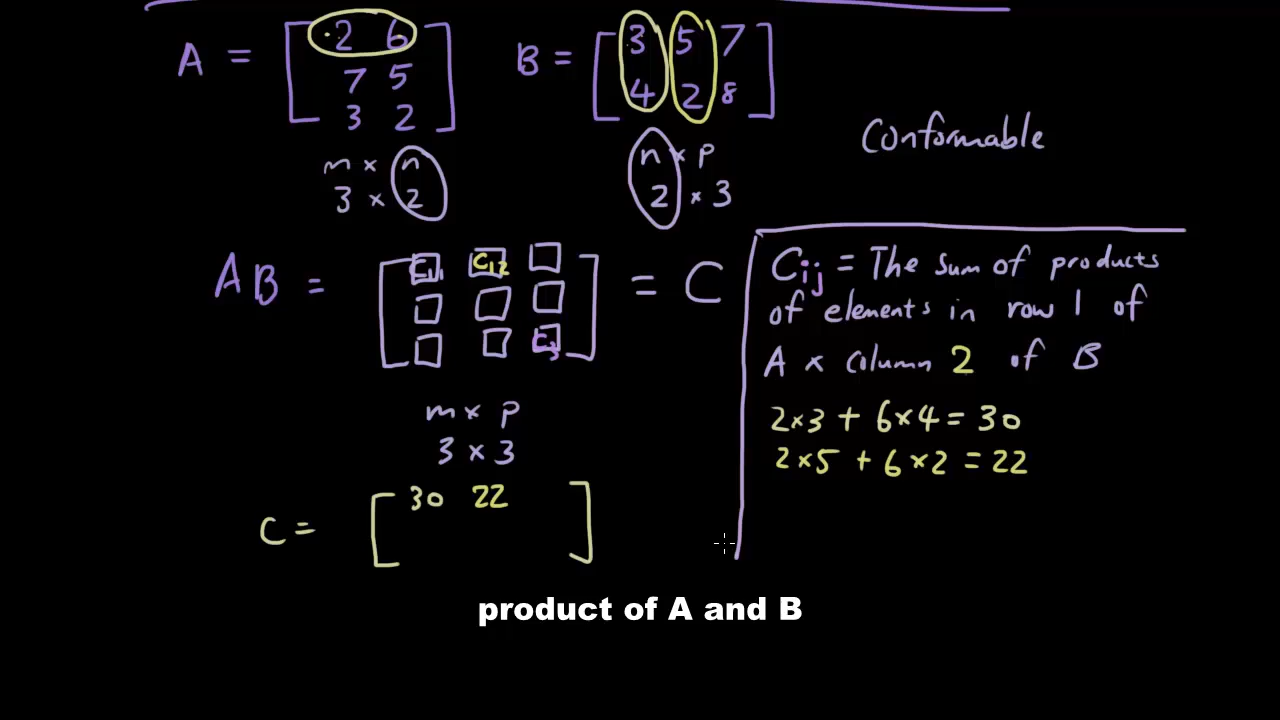 A = [ 2 6 B = [ 3 5 7 ]
7 5 4 2 8
3 2 ]
Conformable
m × n n × p
3 × 2 2 × 3
AB = [ C11 C12 ] = C
Cij = The sum of products
of elements in row 1 of
A × column 2 of B
2×3 + 6×4 = 30
2×5 + 6×2 = 22
m × p
3 × 3
C = [ 30 22 ]
product of A and B